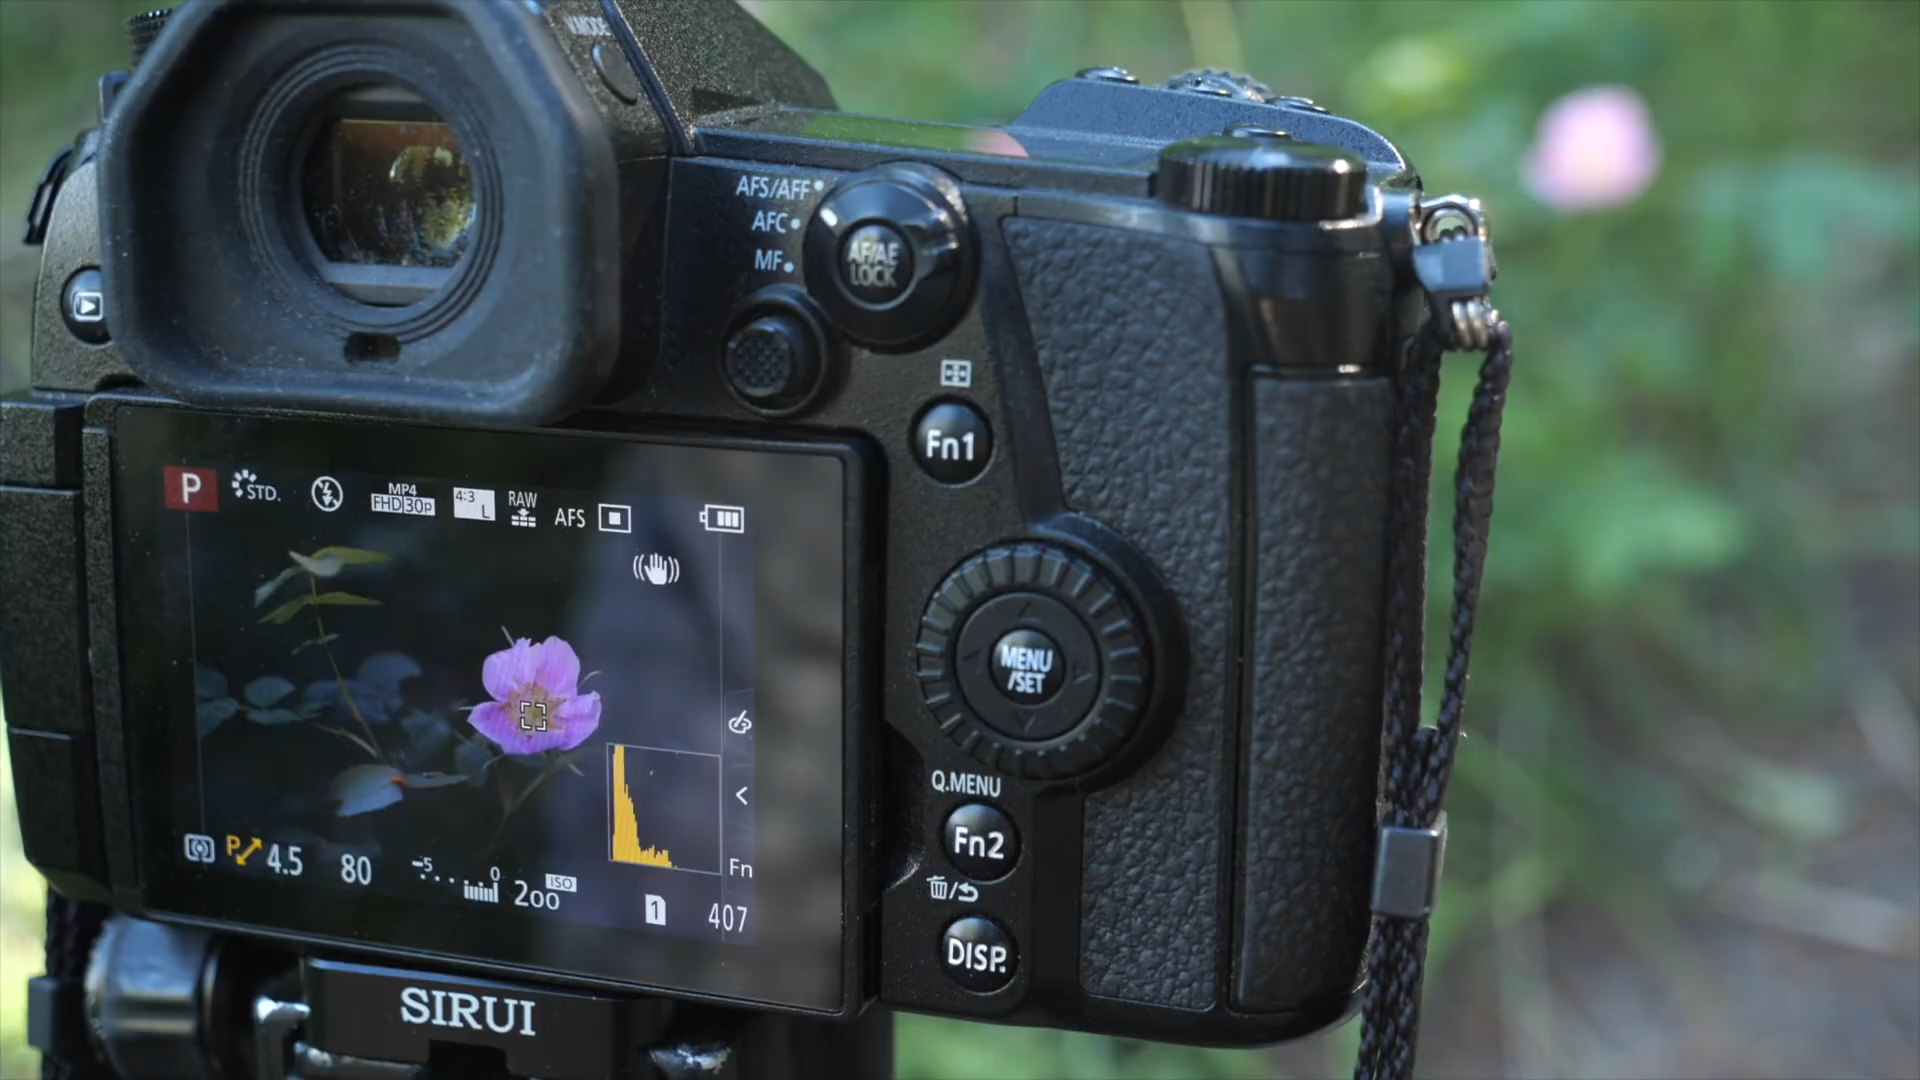 V.MODE
AFS/AFF
AFC
MF
AF/AE
LOCK
Fn1
P
STD.
MP4
FHD 30p
4:3
L
RAW
AFS
MENU
/SET
Q.MENU
Fn2
DISP.
P
4.5
80
-5
0
200
ISO
1
407
Fn
SIRUI